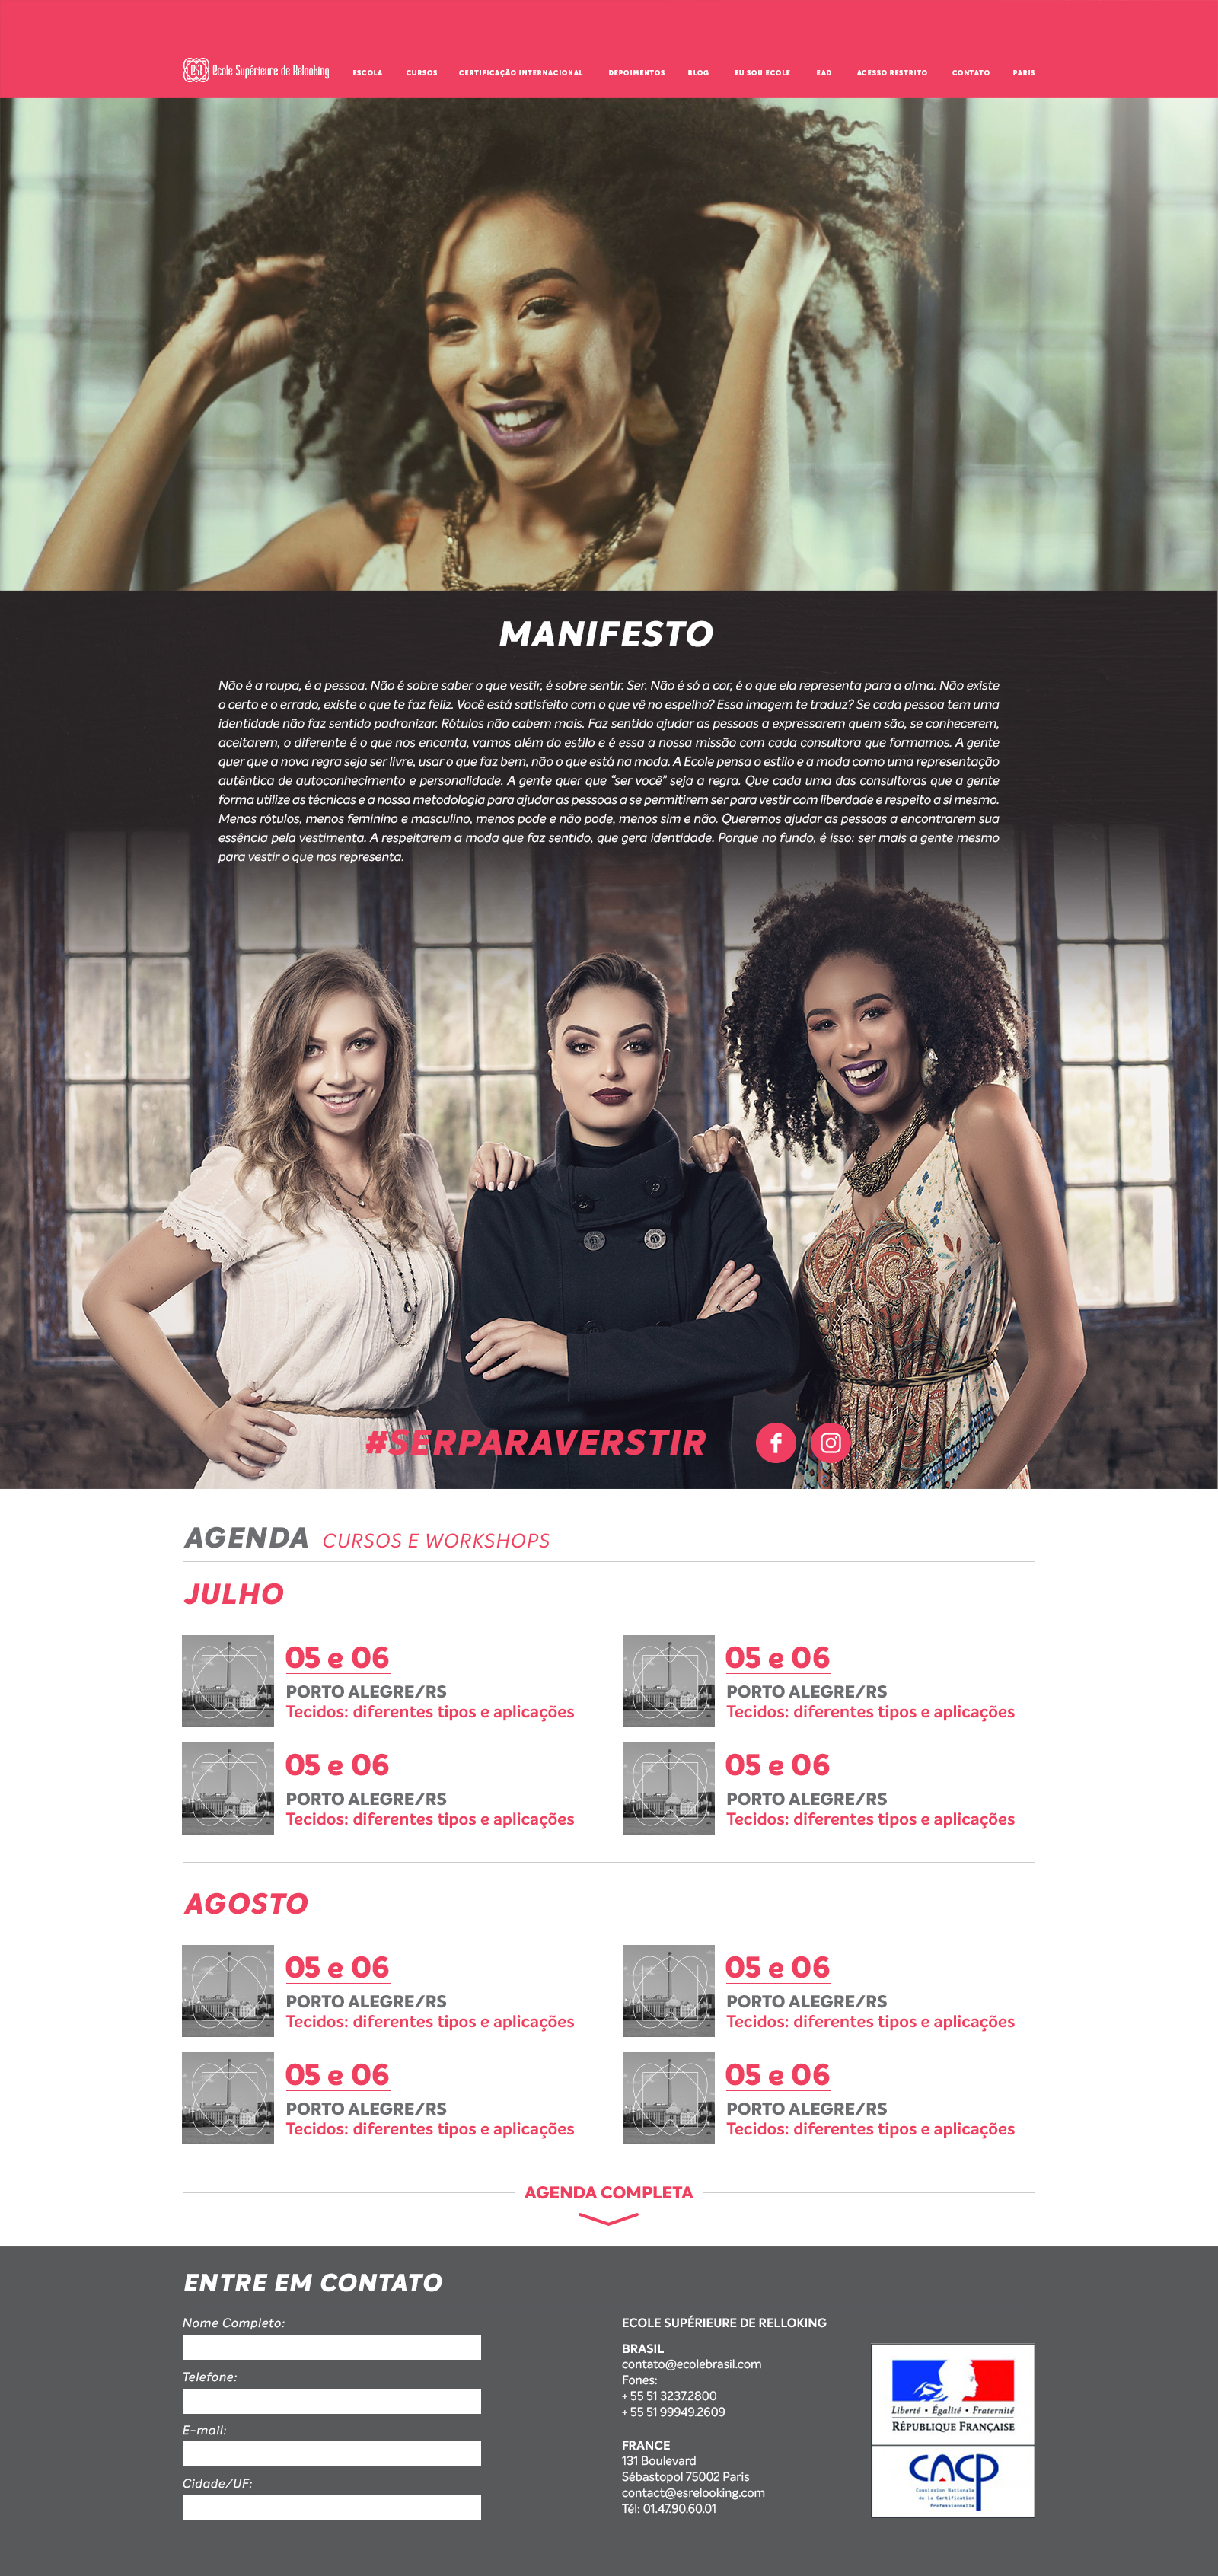 Ecole Supérieure de Relooking
ESCOLA CURSOS CERTIFICAÇÃO INTERNACIONAL DEPOIMENTOS BLOG EU SOU ECOLE EAD ACESSO RESTRITO CONTATO PARIS
MANIFESTO
Não é a roupa, é a pessoa. Não é sobre saber o que vestir, é sobre sentir. Ser. Não é só a cor, é o que ela representa para a alma. Não existe
o certo e o errado, existe o que te faz feliz. Você está satisfeito com o que vê no espelho? Essa imagem te traduz? Se cada pessoa tem uma
identidade não faz sentido padronizar. Rótulos não cabem mais. Faz sentido ajudar as pessoas a expressarem quem são, se conhecerem,
aceitarem, o diferente é o que nos encanta, vamos além do estilo e é essa a nossa missão com cada consultora que formamos. A gente
quer que a nova regra seja ser livre, usar o que faz bem, não o que está na moda. A Ecole pensa o estilo e a moda como uma representação
autêntica de autoconhecimento e personalidade. A gente quer que “ser você” seja a regra. Que cada uma das consultoras que a gente
forma utilize as técnicas e a nossa metodologia para ajudar as pessoas a se permitirem ser para vestir com liberdade e respeito a si mesmo.
Menos rótulos, menos feminino e masculino, menos pode e não pode, menos sim e não. Queremos ajudar as pessoas a encontrarem sua
essência pela vestimenta. A respeitarem a moda que faz sentido, que gera identidade. Porque no fundo, é isso: ser mais a gente mesmo
para vestir o que nos representa.
#SERPARAVERSTIR
AGENDA CURSOS E WORKSHOPS
JULHO
05 e 06
PORTO ALEGRE/RS
Tecidos: diferentes tipos e aplicações
05 e 06
PORTO ALEGRE/RS
Tecidos: diferentes tipos e aplicações
05 e 06
PORTO ALEGRE/RS
Tecidos: diferentes tipos e aplicações
05 e 06
PORTO ALEGRE/RS
Tecidos: diferentes tipos e aplicações
AGOSTO
05 e 06
PORTO ALEGRE/RS
Tecidos: diferentes tipos e aplicações
05 e 06
PORTO ALEGRE/RS
Tecidos: diferentes tipos e aplicações
05 e 06
PORTO ALEGRE/RS
Tecidos: diferentes tipos e aplicações
05 e 06
PORTO ALEGRE/RS
Tecidos: diferentes tipos e aplicações
AGENDA COMPLETA
ENTRE EM CONTATO
Nome Completo:
Telefone:
E-mail:
Cidade/UF:
ECOLE SUPÉRIEURE DE RELLOKING
BRASIL
contato@ecolebrasil.com
Fones:
+ 55 51 3237.2800
+ 55 51 99949.2609
FRANCE
131 Boulevard
Sébastopol 75002 Paris
contact@esrelooking.com
Tél: 01.47.90.60.01
Liberté • Égalité • Fraternité
RÉPUBLIQUE FRANÇAISE
cncp
Commission Nationale
de la Certification
Professionnelle